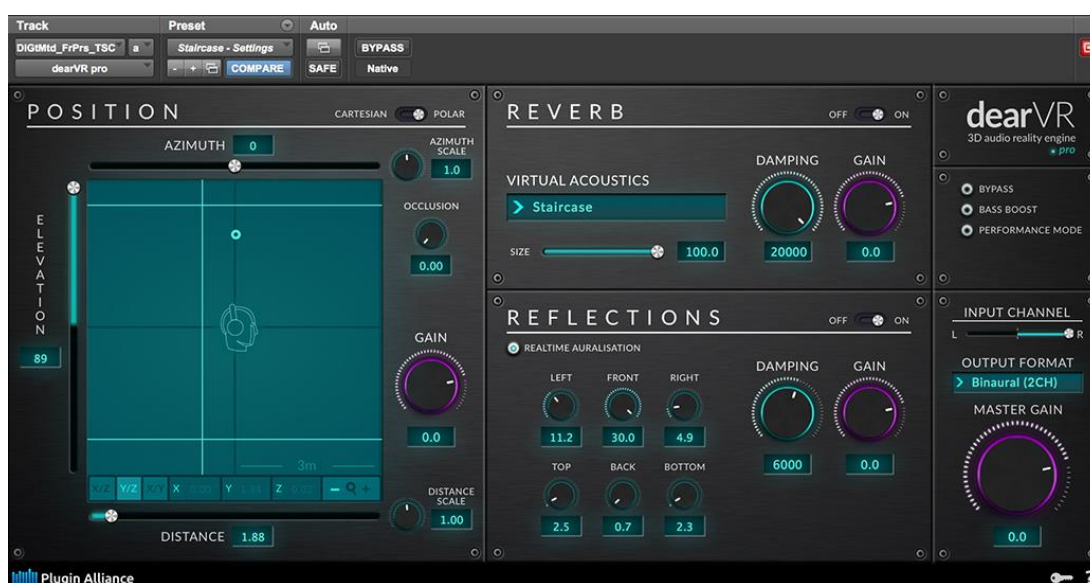 Track Preset Auto
DIGtMtd_FrPrs_TSC a Staircase - Settings BYPASS
dearVR pro - + COMPARE SAFE Native
POSITION
CARTESIAN POLAR
AZIMUTH 0
AZIMUTH SCALE
1.0
OCCLUSION
0.00
ELEVATION
89
GAIN
0.0
3m
X/Z Y/Z X/Y X 0.00 Y Z - +
DISTANCE SCALE
1.00
DISTANCE 1.88
REVERB
OFF ON
VIRTUAL ACOUSTICS
Staircase
SIZE 100.0
DAMPING GAIN
20000 0.0
REFLECTIONS
OFF ON
REALTIME AURALISATION
LEFT FRONT RIGHT
11.2 30.0 4.9
TOP BACK BOTTOM
2.5 0.7 2.3
DAMPING GAIN
6000 0.0
dearVR
3D audio reality engine
pro
BYPASS
BASS BOOST
PERFORMANCE MODE
INPUT CHANNEL
L R
OUTPUT FORMAT
Binaural (2CH)
MASTER GAIN
0.0
Plugin Alliance